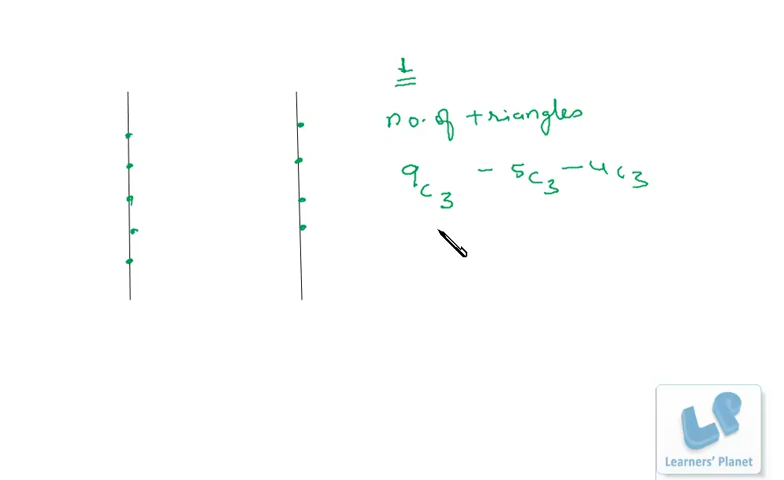 1
no. of triangles
9C3 - 5C3 - 4C3
LP
Learners' Planet